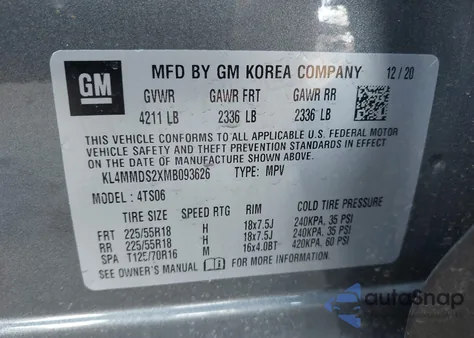 GM
MFD BY GM KOREA COMPANY 12/20
GVWR GAWR FRT GAWR RR
4211 LB 2336 LB 2336 LB
THIS VEHICLE CONFORMS TO ALL APPLICABLE U.S. FEDERAL MOTOR
VEHICLE SAFETY AND THEFT PREVENTION STANDARDS IN EFFECT
ON THE DATE OF MANUFACTURE SHOWN ABOVE.
KL4MMDS2XMB093626 TYPE: MPV
MODEL: 4TS06
TIRE SIZE SPEED RTG RIM COLD TIRE PRESSURE
FRT 225/55R18 H 18x7.5J 240KPA, 35 PSI
RR 225/55R18 H 18x7.5J 240KPA, 35 PSI
SPA T125/70R16 M 16x4.0BT 420KPA, 60 PSI
SEE OWNER'S MANUAL FOR MORE INFORMATION
autoSnap
Powered by AutoBidCar